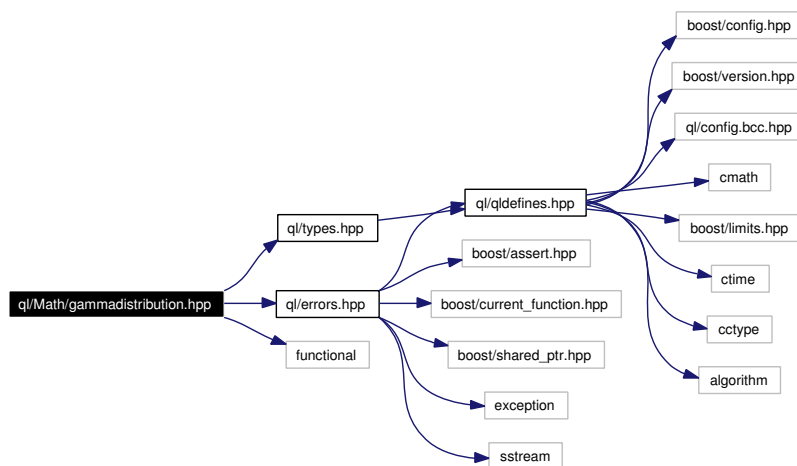 boost/config.hpp
boost/version.hpp
ql/config.bcc.hpp
cmath
ql/qldefines.hpp
boost/limits.hpp
ql/types.hpp
boost/assert.hpp
ctime
ql/Math/gammadistribution.hpp
ql/errors.hpp
boost/current_function.hpp
cctype
functional
boost/shared_ptr.hpp
algorithm
exception
sstream